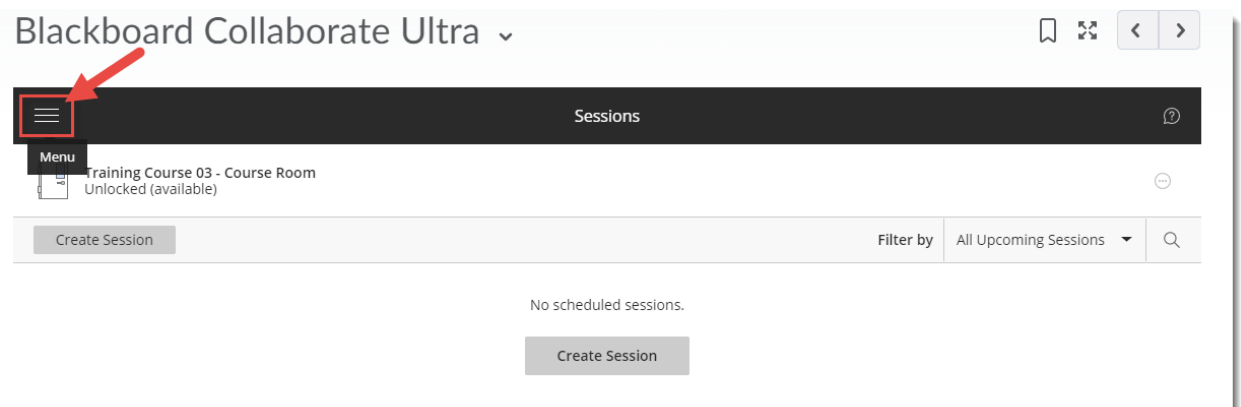 Blackboard Collaborate Ultra
Sessions
Menu
Training Course 03 - Course Room
Unlocked (available)
Create Session Filter by All Upcoming Sessions
No scheduled sessions.
Create Session